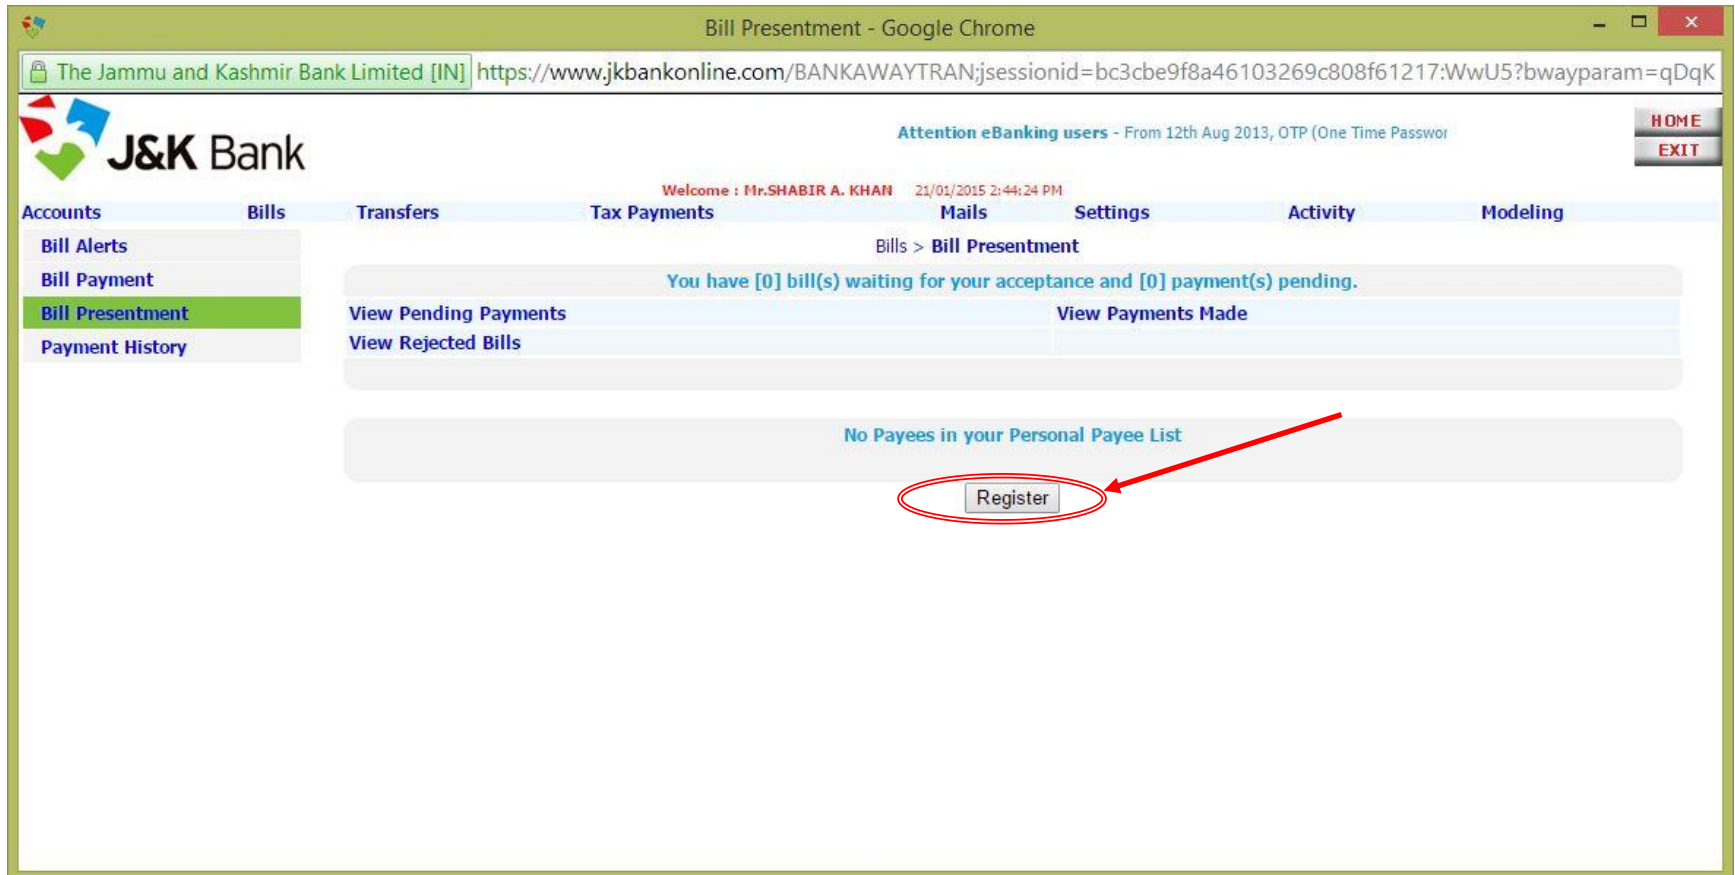 Bill Presentment - Google Chrome
The Jammu and Kashmir Bank Limited [IN] https://www.jkbankonline.com/BANKAWAYTRAN;jsessionid=bc3cbe9f8a46103269c808f61217:WwU5?bwayparam=qDqK
J&K Bank
Attention eBanking users - From 12th Aug 2013, OTP (One Time Passwor
HOME
EXIT
Welcome : Mr.SHABIR A. KHAN 21/01/2015 2:44:24 PM
Accounts Bills Transfers Tax Payments Mails Settings Activity Modeling
Bill Alerts
Bill Payment
Bill Presentment
Payment History
Bills > Bill Presentment
You have [0] bill(s) waiting for your acceptance and [0] payment(s) pending.
View Pending Payments View Payments Made
View Rejected Bills
No Payees in your Personal Payee List
Register